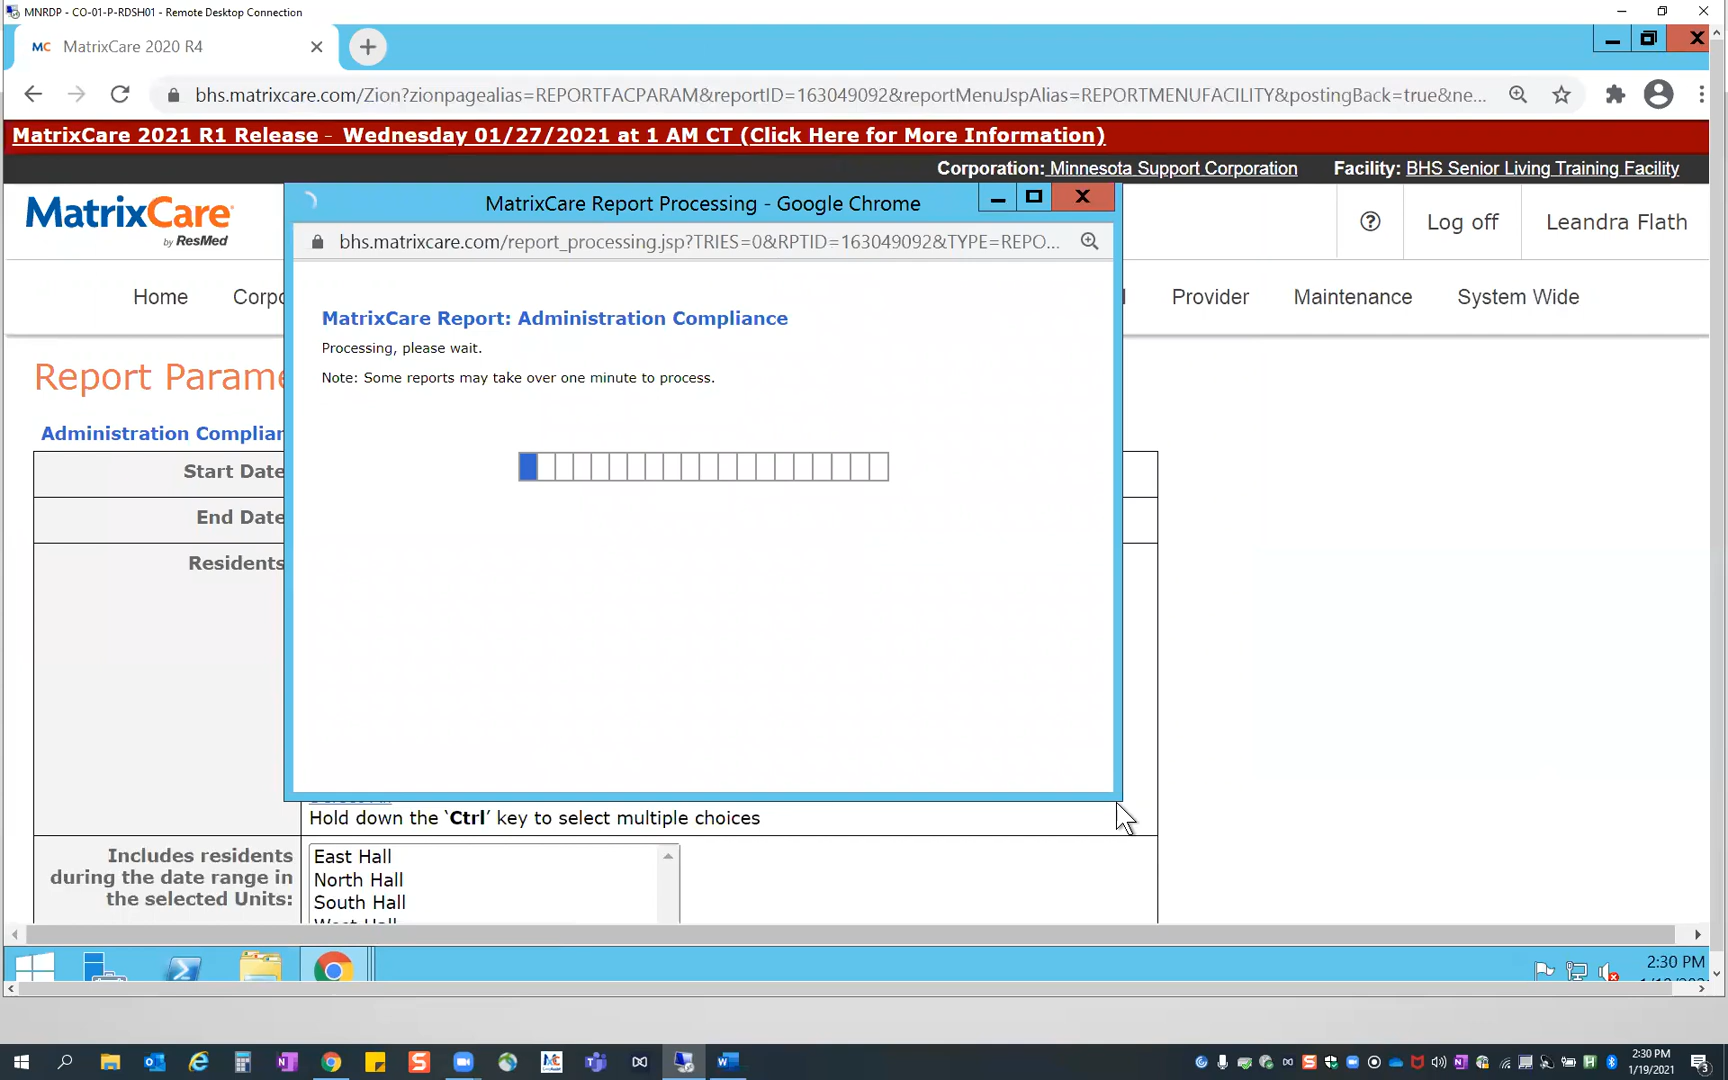 MNRDP - CO-01-P-RDSH01 - Remote Desktop Connection
MC MatrixCare 2020 R4
bhs.matrixcare.com/Zion?zionpagealias=REPORTFACPARAM&reportID=163049092&reportMenuJspAlias=REPORTMENUFACILITY&postingBack=true&ne...
MatrixCare 2021 R1 Release - Wednesday 01/27/2021 at 1 AM CT (Click Here for More Information)
Corporation: Minnesota Support Corporation Facility: BHS Senior Living Training Facility
MatrixCare
by ResMed
Log off Leandra Flath
Home Corpo Provider Maintenance System Wide
MatrixCare Report Processing - Google Chrome
bhs.matrixcare.com/report_processing.jsp?TRIES=0&RPTID=163049092&TYPE=REPO...
MatrixCare Report: Administration Compliance
Processing, please wait.
Note: Some reports may take over one minute to process.
Report Parame
Administration Complian
Start Date
End Date
Residents
Hold down the `Ctrl' key to select multiple choices
Includes residents
during the date range in
the selected Units:
East Hall
North Hall
South Hall
West Hall
2:30 PM
2:30 PM
1/19/2021